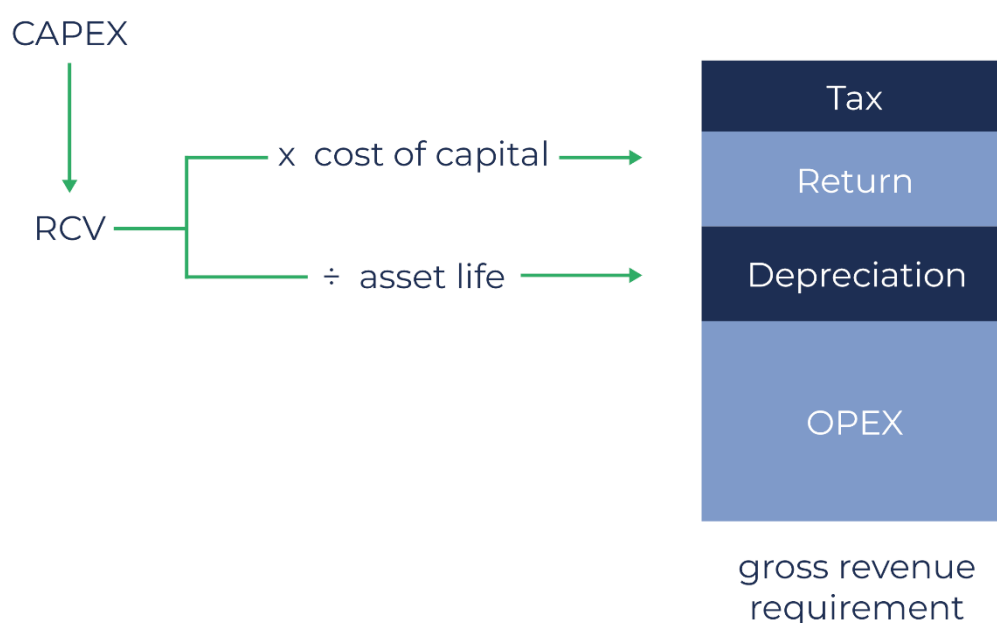 CAPEX
RCV
x cost of capital
÷ asset life
Tax
Return
Depreciation
OPEX
gross revenue
requirement